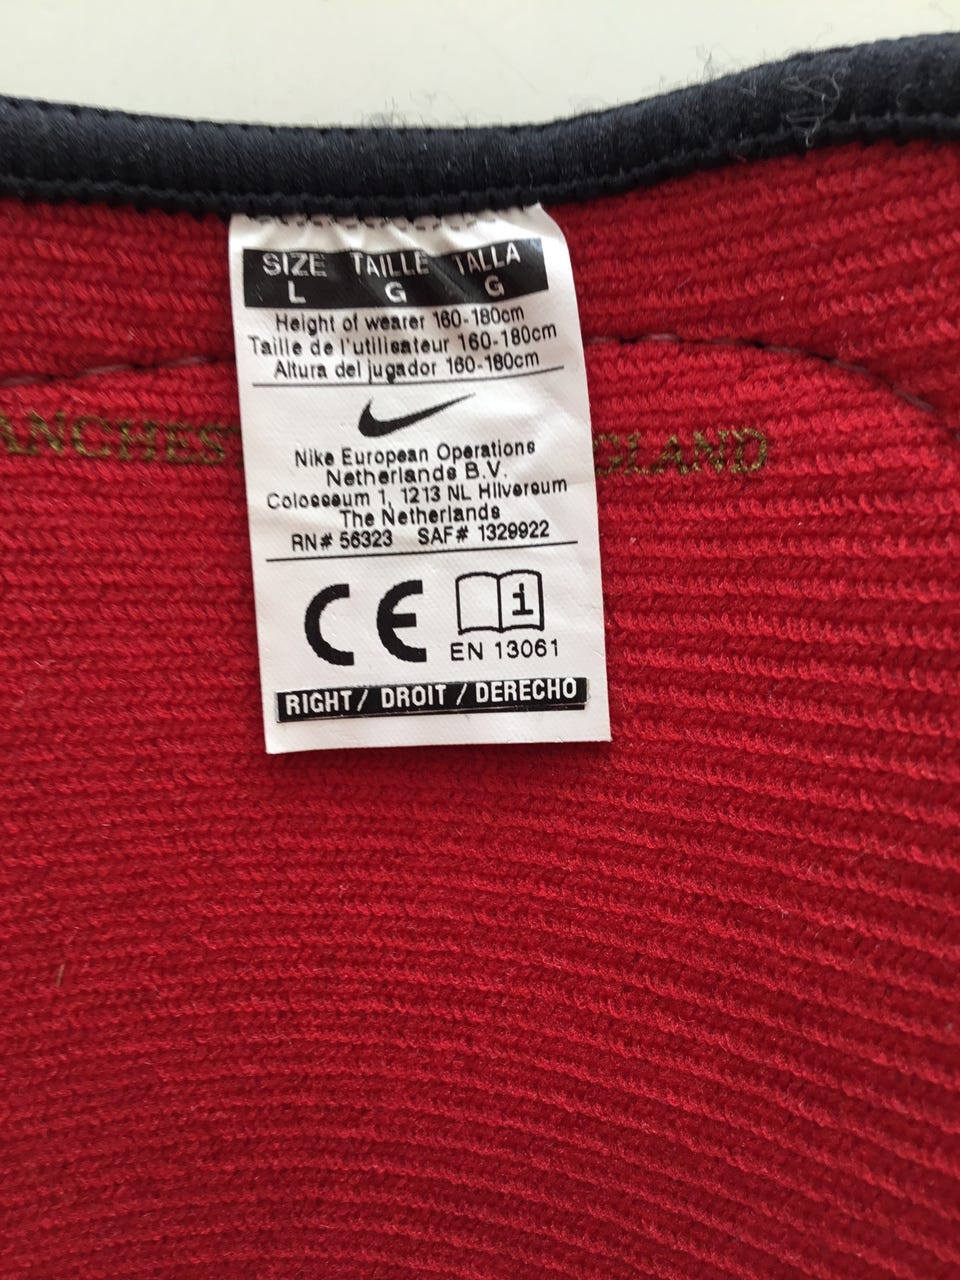 SIZE TAILLE TALLA
L G G
Height of wearer 160-180cm
Taille de l'utilisateur 160-180cm
Altura del jugador 160-180cm
ANCHEST GLAND
Nike European Operations
Netherlands B.V.
Colosseum 1, 1213 NL Hilversum
The Netherlands
RN# 56323 SAF# 1329922
CE i
EN 13061
RIGHT/ DROIT / DERECHO